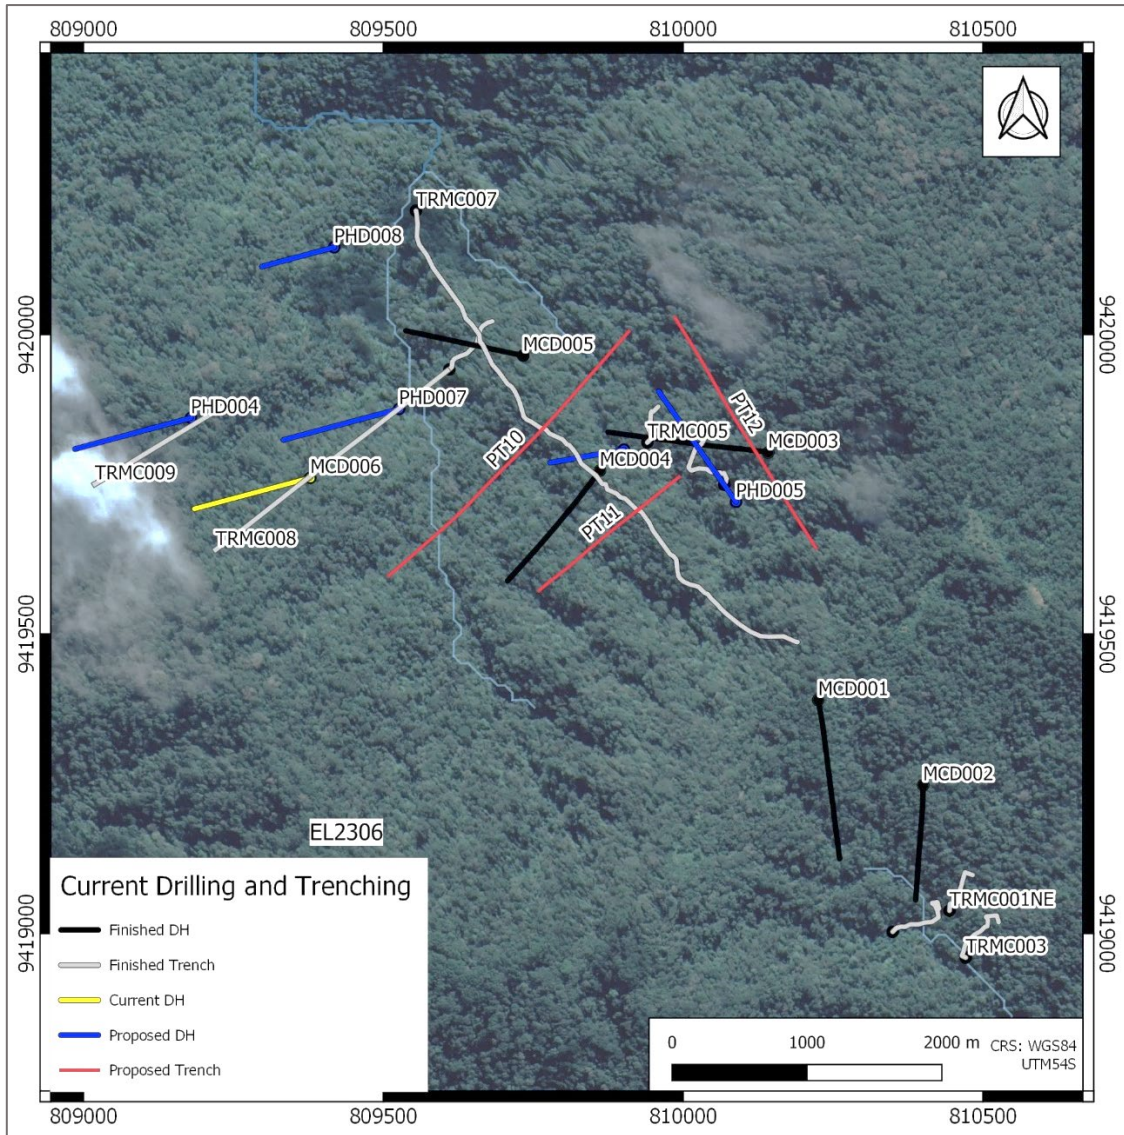 809000 809500 810000 810500
TRMC007
PHD008
9420000 9420000
MCD005
PHD004 PHD007
PT10 PT12
TRMC005
MCD003
TRMC009 MCD006 MCD004
PHD005
TRMC008 PT11
9419500 9419500
MCD001
MCD002
EL2306
Current Drilling and Trenching
TRMC001NE
Finished DH
9419000 9419000
TRMC003
Finished Trench
Current DH
Proposed DH
Proposed Trench
0 1000 2000 m
CRS: WGS84
UTM54S
809000 809500 810000 810500